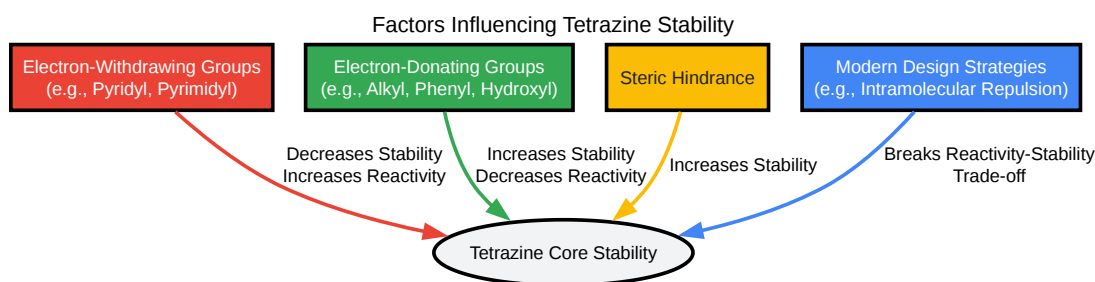 Factors Influencing Tetrazine Stability
Electron-Withdrawing Groups
(e.g., Pyridyl, Pyrimidyl)
Electron-Donating Groups
(e.g., Alkyl, Phenyl, Hydroxyl)
Steric Hindrance
Modern Design Strategies
(e.g., Intramolecular Repulsion)
Decreases Stability
Increases Reactivity
Increases Stability
Decreases Reactivity
Increases Stability
Breaks Reactivity-Stability
Trade-off
Tetrazine Core Stability